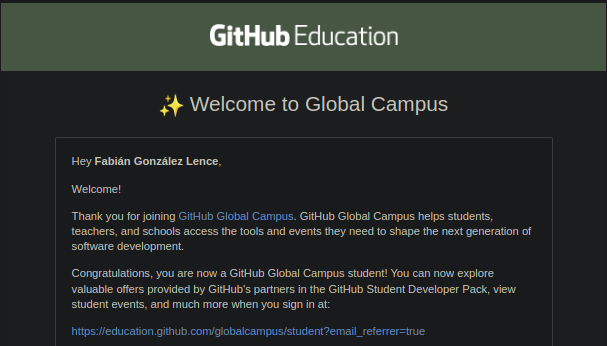 GitHub Education
✨ Welcome to Global Campus
Hey Fabián González Lence,
Welcome!
Thank you for joining GitHub Global Campus. GitHub Global Campus helps students,
teachers, and schools access the tools and events they need to shape the next generation of
software development.
Congratulations, you are now a GitHub Global Campus student! You can now explore
valuable offers provided by GitHub's partners in the GitHub Student Developer Pack, view
student events, and much more when you sign in at:
https://education.github.com/globalcampus/student?email_referrer=true